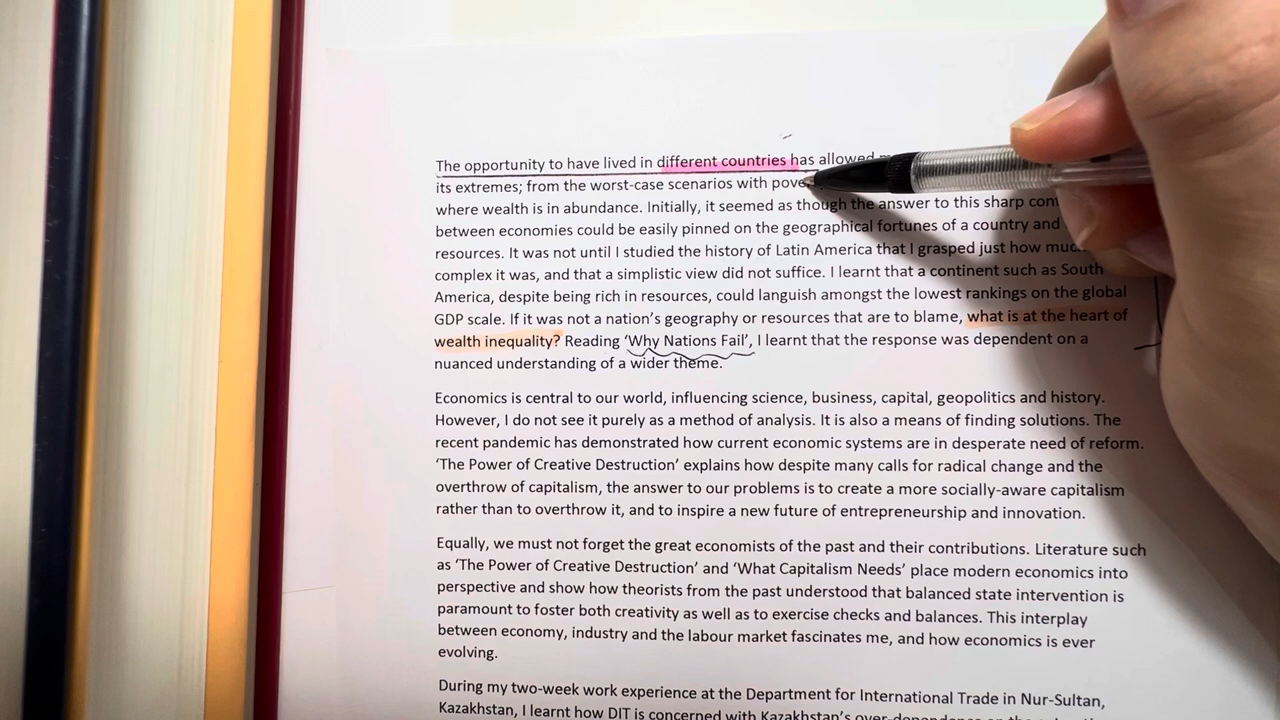 The opportunity to have lived in different countries has allowed
its extremes; from the worst-case scenarios with
where wealth is in abundance. Initially, it seemed as though the answer to this sharp
between economies could be easily pinned on the geographical fortunes of a country and
resources. It was not until I studied the history of Latin America that I grasped just how
complex it was, and that a simplistic view did not suffice. I learnt that a continent such as South
America, despite being rich in resources, could languish amongst the lowest rankings on the global
GDP scale. If it was not a nation’s geography or resources that are to blame, what is at the heart of
wealth inequality? Reading ‘Why Nations Fail’, I learnt that the response was dependent on a
nuanced understanding of a wider theme.
Economics is central to our world, influencing science, business, capital, geopolitics and history.
However, I do not see it purely as a method of analysis. It is also a means of finding solutions. The
recent pandemic has demonstrated how current economic systems are in desperate need of reform.
‘The Power of Creative Destruction’ explains how despite many calls for radical change and the
overthrow of capitalism, the answer to our problems is to create a more socially-aware capitalism
rather than to overthrow it, and to inspire a new future of entrepreneurship and innovation.
Equally, we must not forget the great economists of the past and their contributions. Literature such
as ‘The Power of Creative Destruction’ and ‘What Capitalism Needs’ place modern economics into
perspective and show how theorists from the past understood that balanced state intervention is
paramount to foster both creativity as well as to exercise checks and balances. This interplay
between economy, industry and the labour market fascinates me, and how economics is ever
evolving.
During my two-week work experience at the Department for International Trade in Nur-Sultan,
Kazakhstan, I learnt how DIT is concerned with Kazakhstan’s over-dependence on the